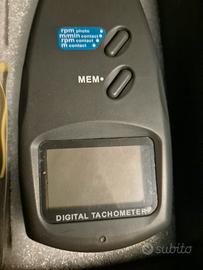 rpm photo
m/min contact
rpm contact
m contact
MEM
DIGITAL TACHOMETER
subito